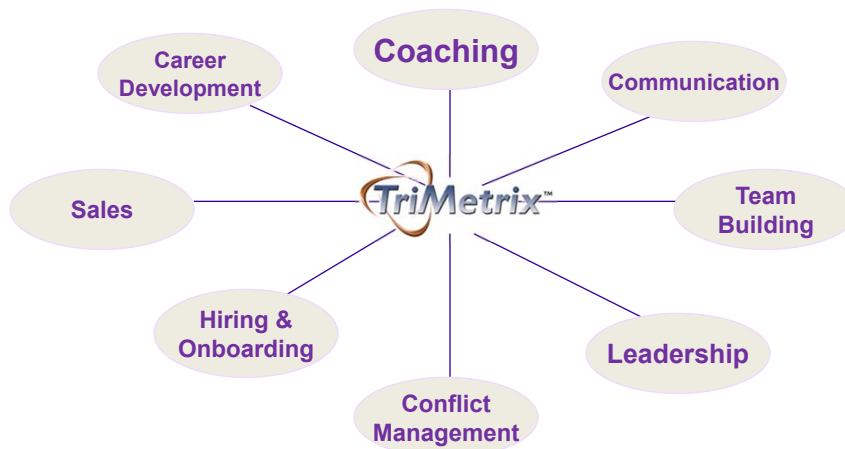 Coaching
Career
Development
Communication
Sales
TriMetrix™
Team
Building
Hiring &
Onboarding
Leadership
Conflict
Management